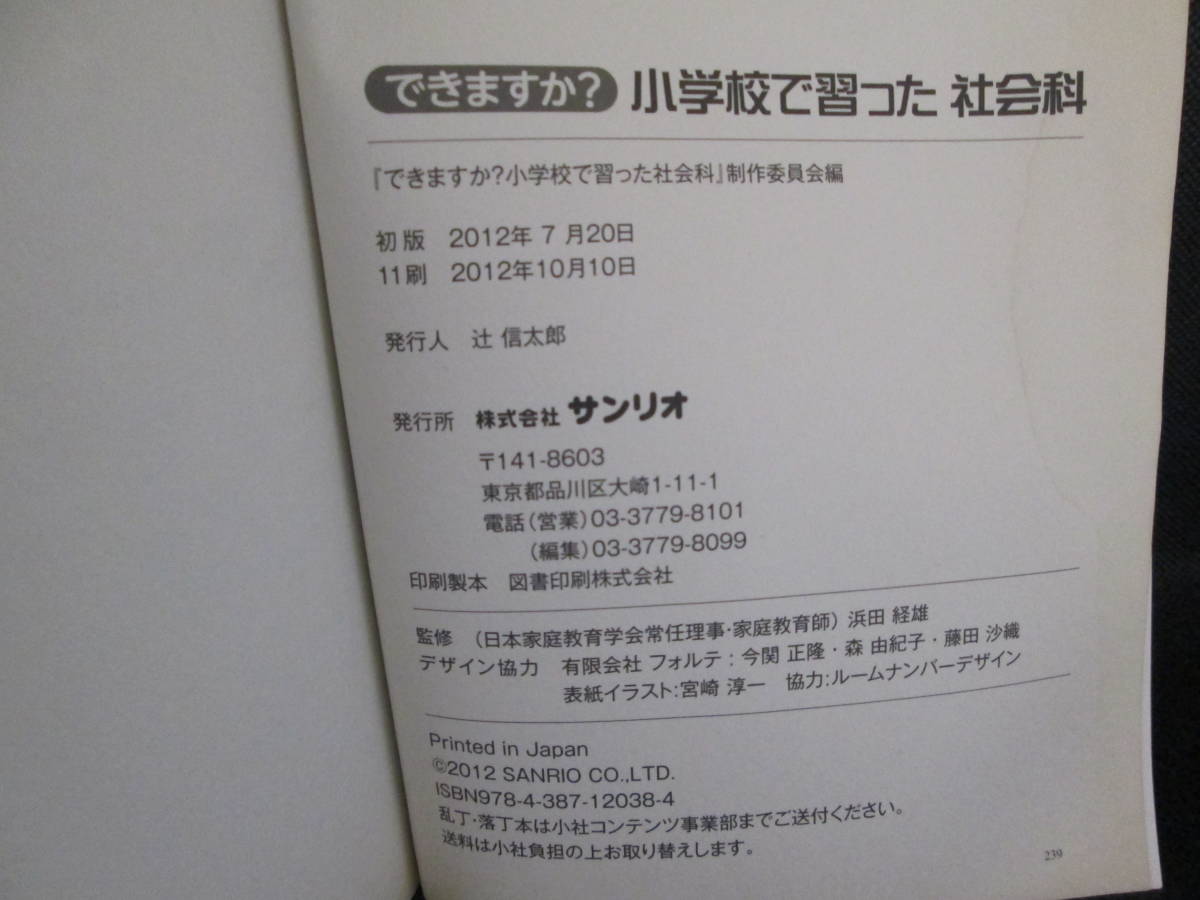 できますか? 小学校で習った 社会科
『できますか?小学校で習った社会科』制作委員会編
初版 2012年 7 月20日
11刷 2012年10月10日
発行人 辻 信太郎
発行所 株式会社 サンリオ
〒141-8603
東京都品川区大崎1-11-1
電話(営業)03-3779-8101
(編集)03-3779-8099
印刷製本 図書印刷株式会社
監修 (日本家庭教育学会常任理事・家庭教育師) 浜田 経雄
デザイン協力 有限会社 フォルテ : 今関 正隆・森 由紀子・藤田 沙織
表紙イラスト:宮崎 淳一 協力:ルームナンバーデザイン
Printed in Japan
©2012 SANRIO CO.,LTD.
ISBN978-4-387-12038-4
乱丁・落丁本は小社コンテンツ事業部までご送付ください。
送料は小社負担の上お取り替えします。
239